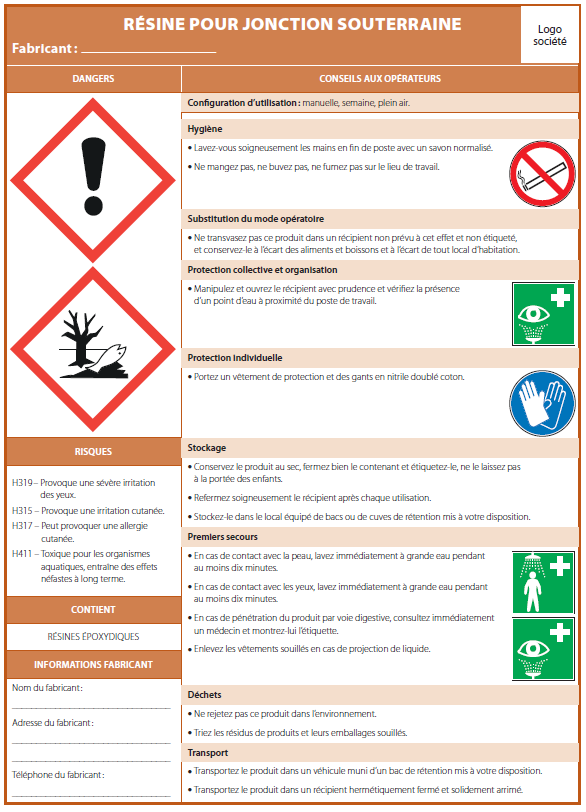 RÉSINE POUR JONCTION SOUTERRAINE
Fabricant :
Logo
société
DANGERS
CONSEILS AUX OPÉRATEURS
Configuration d'utilisation : manuelle, semaine, plein air.
Hygiène
• Lavez-vous soigneusement les mains en fin de poste avec un savon normalisé.
• Ne mangez pas, ne buvez pas, ne fumez pas sur le lieu de travail.
Substitution du mode opératoire
• Ne transvasez pas ce produit dans un récipient non prévu à cet effet et non étiqueté,
et conservez-le à l'écart des aliments et boissons et à l'écart de tout local d'habitation.
Protection collective et organisation
• Manipulez et ouvrez le récipient avec prudence et vérifiez la présence
d'un point d'eau à proximité du poste de travail.
Protection individuelle
• Portez un vêtement de protection et des gants en nitrile doublé coton.
RISQUES
H319 – Provoque une sévère irritation
des yeux.
H315 – Provoque une irritation cutanée.
H317 – Peut provoquer une allergie
cutanée.
H411 – Toxique pour les organismes
aquatiques, entraîne des effets
néfastes à long terme.
CONTIENT
RÉSINES ÉPOXYDIQUES
INFORMATIONS FABRICANT
Nom du fabricant :
Adresse du fabricant :
Téléphone du fabricant :
Stockage
• Conservez le produit au sec, fermez bien le contenant et étiquetez-le, ne le laissez pas
à la portée des enfants.
• Refermez soigneusement le récipient après chaque utilisation.
• Stockez-le dans le local équipé de bacs ou de cuves de rétention mis à votre disposition.
Premiers secours
• En cas de contact avec la peau, lavez immédiatement à grande eau pendant
au moins dix minutes.
• En cas de contact avec les yeux, lavez immédiatement à grande eau pendant
au moins dix minutes.
• En cas de pénétration du produit par voie digestive, consultez immédiatement
un médecin et montrez-lui l'étiquette.
• Enlevez les vêtements souillés en cas de projection de liquide.
Déchets
• Ne rejetez pas ce produit dans l'environnement.
• Triez les résidus de produits et leurs emballages souillés.
Transport
• Transportez le produit dans un véhicule muni d'un bac de rétention mis à votre disposition.
• Transportez le produit dans un récipient hermétiquement fermé et solidement arrimé.